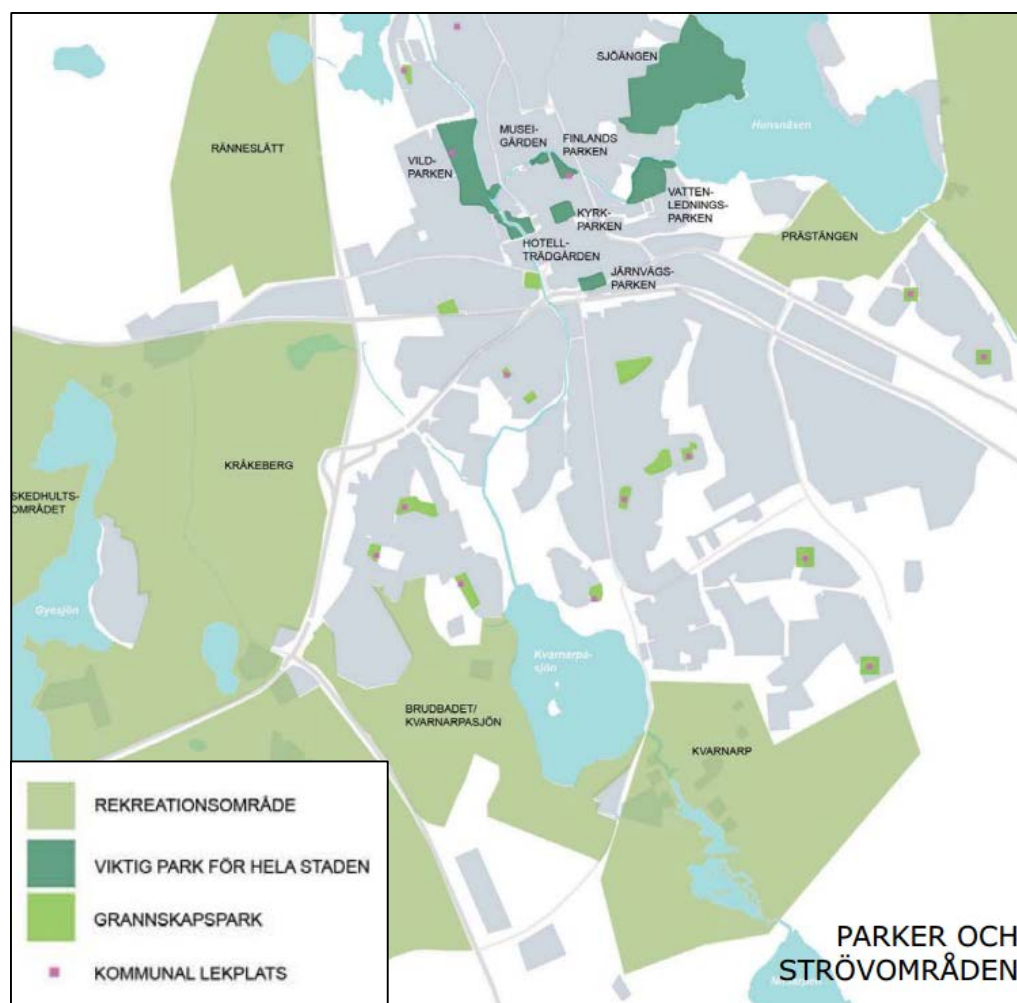 SJÖÄNGEN
Hunsnäsen
MUSEI-
GÅRDEN
FINLANDS
PARKEN
RÄNNESLÄTT
VILD-
PARKEN
VATTEN-
LEDNINGS-
PARKEN
KYRK-
PARKEN
PRÄSTÄNGEN
HOTELL-
TRÄDGÅRDEN
JÄRNVÄGS-
PARKEN
KRÅKEBERG
SKEDHULTS-
OMRÅDET
Gyesjön
Kvarnarpa-
sjön
BRUDBADET/
KVARNARPASJÖN
KVARNARP
REKREATIONSOMRÅDE
VIKTIG PARK FÖR HELA STADEN
GRANNSKAPSPARK
KOMMUNAL LEKPLATS
PARKER OCH
STRÖVOMRÅDEN